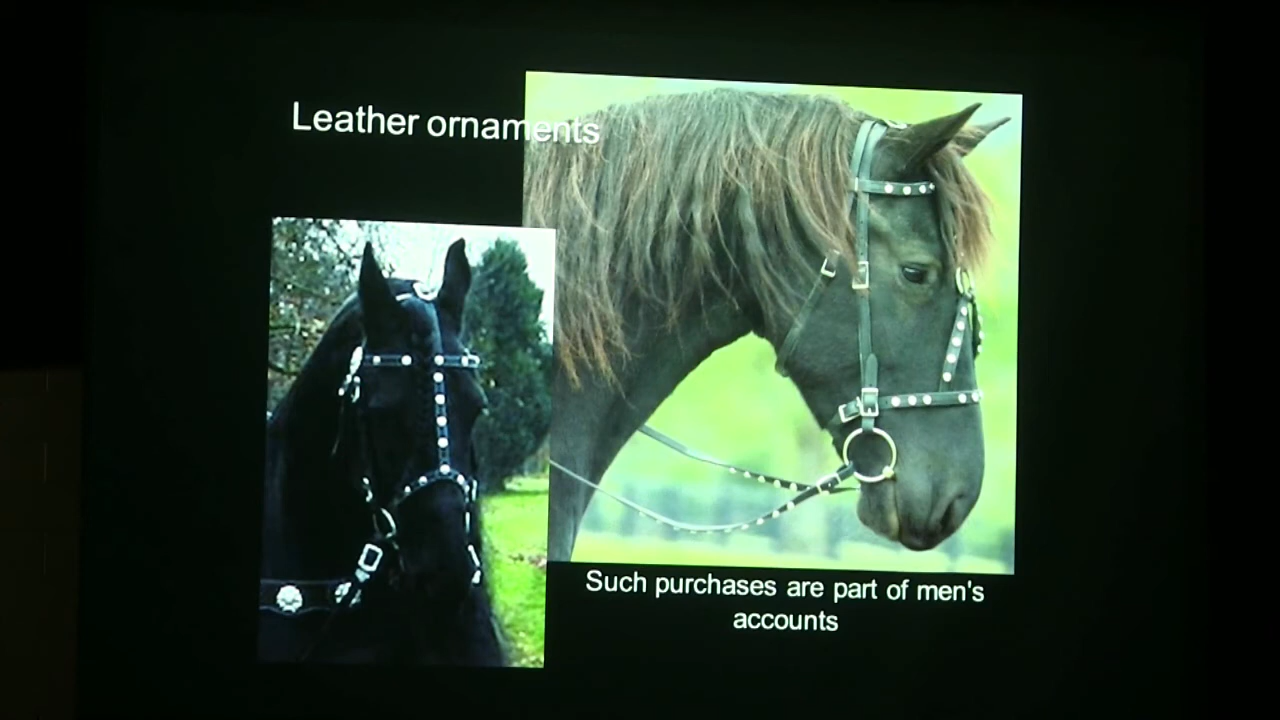 Leather ornaments
Such purchases are part of men's
accounts